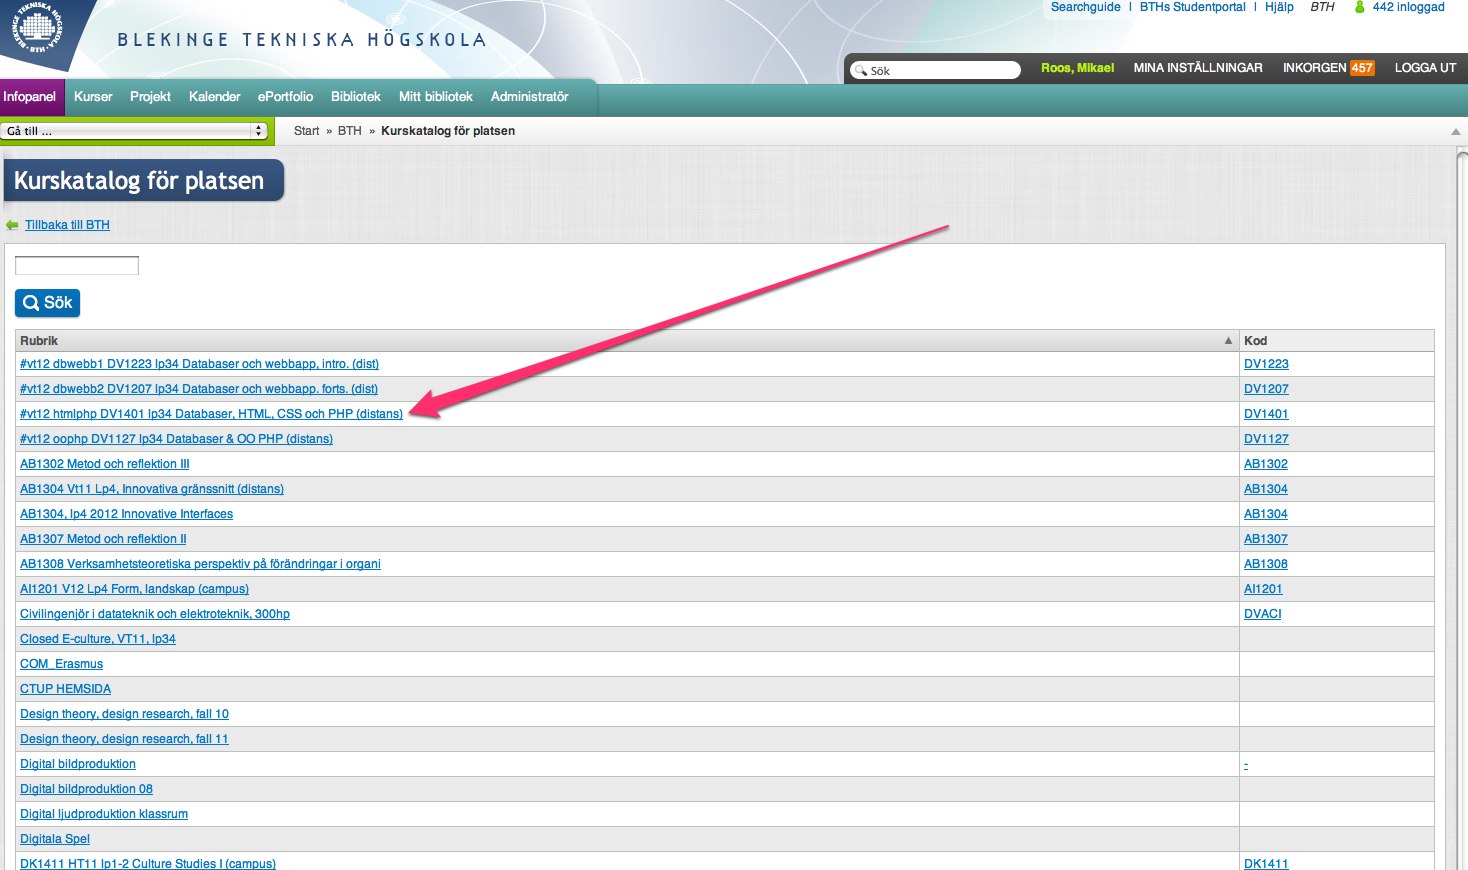 BLEKINGE TEKNISKA HÖGSKOLA
· BTH ·
BLEKINGE TEKNISKA HÖGSKOLA
Searchguide | BTHs Studentportal | Hjälp BTH 442 inloggad
Sök Roos, Mikael MINA INSTÄLLNINGAR INKORGEN 457 LOGGA UT
Infopanel Kurser Projekt Kalender ePortfolio Bibliotek Mitt bibliotek Administratör
Gå till ... Start » BTH » Kurskatalog för platsen
Kurskatalog för platsen
Tillbaka till BTH
Sök
Rubrik Kod
#vt12 dbwebb1 DV1223 lp34 Databaser och webbapp, intro. (dist) DV1223
#vt12 dbwebb2 DV1207 lp34 Databaser och webbapp. forts. (dist) DV1207
#vt12 htmlphp DV1401 lp34 Databaser, HTML, CSS och PHP (distans) DV1401
#vt12 oophp DV1127 lp34 Databaser & OO PHP (distans) DV1127
AB1302 Metod och reflektion III AB1302
AB1304 Vt11 Lp4, Innovativa gränssnitt (distans) AB1304
AB1304, lp4 2012 Innovative Interfaces AB1304
AB1307 Metod och reflektion II AB1307
AB1308 Verksamhetsteoretiska perspektiv på förändringar i organi AB1308
AI1201 V12 Lp4 Form, landskap (campus) AI1201
Civilingenjör i datateknik och elektroteknik, 300hp DVACI
Closed E-culture, VT11, lp34
COM_Erasmus
CTUP HEMSIDA
Design theory, design research, fall 10
Design theory, design research, fall 11
Digital bildproduktion -
Digital bildproduktion 08
Digital ljudproduktion klassrum
Digitala Spel
DK1411 HT11 lp1-2 Culture Studies I (campus) DK1411